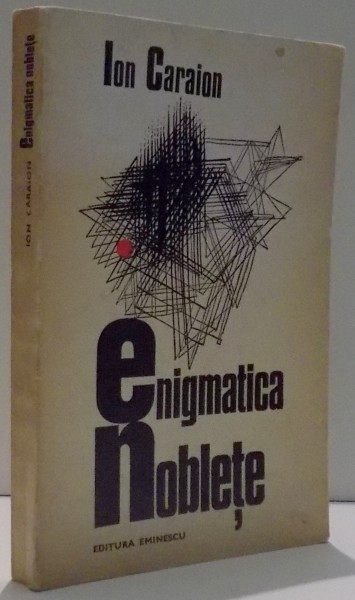 Ion Caraion
enigmatica
noblețe
EDITURA EMINESCU
ION CARAION enigmatica noblețe